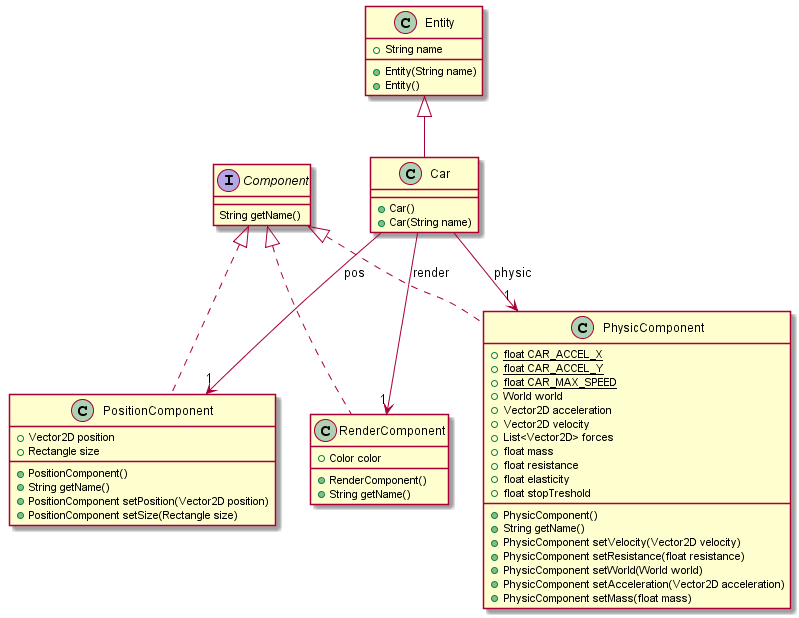 C Entity
String name
Entity(String name)
Entity()
I Component
String getName()
C Car
Car()
Car(String name)
pos
render
physic
1
1
1
C PositionComponent
Vector2D position
Rectangle size
PositionComponent()
String getName()
PositionComponent setPosition(Vector2D position)
PositionComponent setSize(Rectangle size)
C RenderComponent
Color color
RenderComponent()
String getName()
C PhysicComponent
float CAR_ACCEL_X
float CAR_ACCEL_Y
float CAR_MAX_SPEED
World world
Vector2D acceleration
Vector2D velocity
List<Vector2D> forces
float mass
float resistance
float elasticity
float stopTreshold
PhysicComponent()
String getName()
PhysicComponent setVelocity(Vector2D velocity)
PhysicComponent setResistance(float resistance)
PhysicComponent setWorld(World world)
PhysicComponent setAcceleration(Vector2D acceleration)
PhysicComponent setMass(float mass)